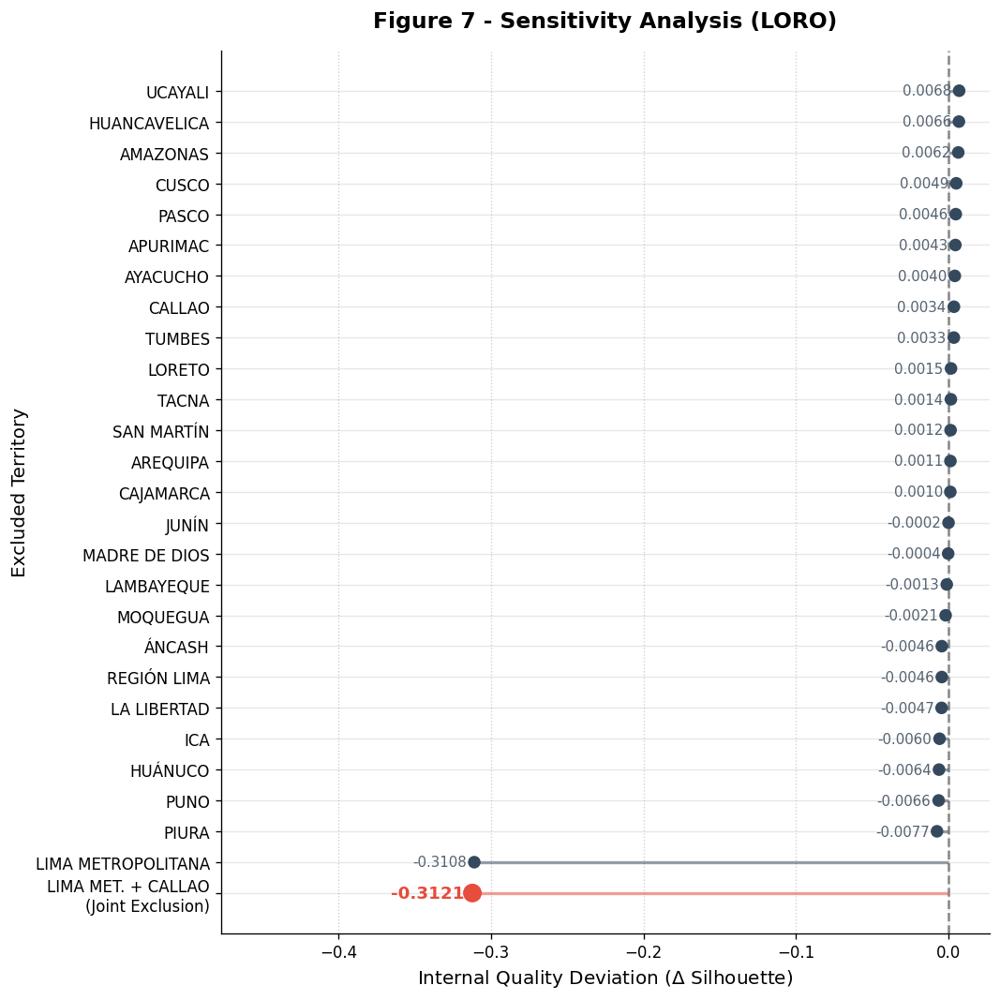 Figure 7 - Sensitivity Analysis (LORO)
Excluded Territory
UCAYALI 0.0068
HUANCAVELICA 0.0066
AMAZONAS 0.0062
CUSCO 0.0049
PASCO 0.0046
APURIMAC 0.0043
AYACUCHO 0.0040
CALLAO 0.0034
TUMBES 0.0033
LORETO 0.0015
TACNA 0.0014
SAN MARTÍN 0.0012
AREQUIPA 0.0011
CAJAMARCA 0.0010
JUNÍN -0.0002
MADRE DE DIOS -0.0004
LAMBAYEQUE -0.0013
MOQUEGUA -0.0021
ÁNCASH -0.0046
REGIÓN LIMA -0.0046
LA LIBERTAD -0.0047
ICA -0.0060
HUÁNUCO -0.0064
PUNO -0.0066
PIURA -0.0077
LIMA METROPOLITANA -0.3108
LIMA MET. + CALLAO
(Joint Exclusion) -0.3121
−0.4 −0.3 −0.2 −0.1 0.0
Internal Quality Deviation (Δ Silhouette)